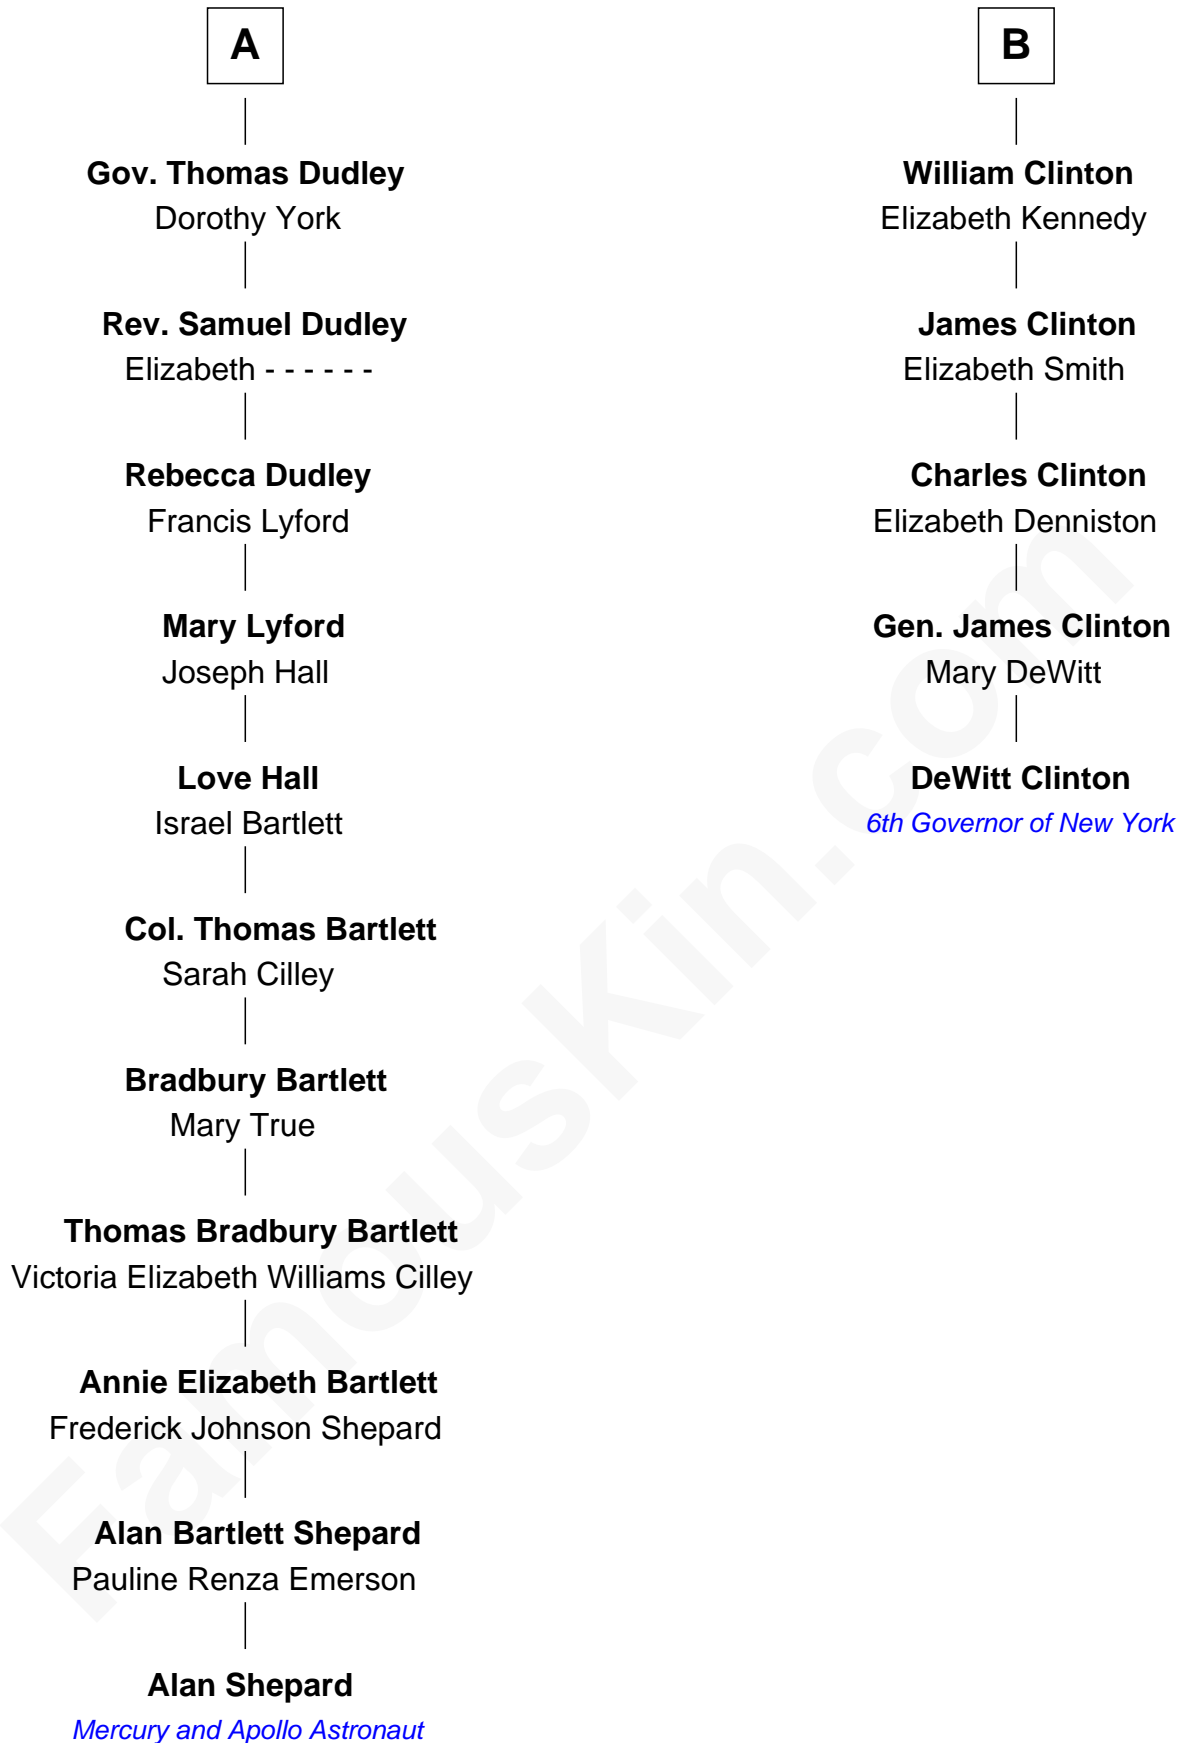 A
Gov. Thomas Dudley
Dorothy York
Rev. Samuel Dudley
Elizabeth - - - - - -
Rebecca Dudley
Francis Lyford
Mary Lyford
Joseph Hall
Love Hall
Israel Bartlett
Col. Thomas Bartlett
Sarah Cilley
Bradbury Bartlett
Mary True
Thomas Bradbury Bartlett
Victoria Elizabeth Williams Cilley
Annie Elizabeth Bartlett
Frederick Johnson Shepard
Alan Bartlett Shepard
Pauline Renza Emerson
Alan Shepard
Mercury and Apollo Astronaut
B
William Clinton
Elizabeth Kennedy
James Clinton
Elizabeth Smith
Charles Clinton
Elizabeth Denniston
Gen. James Clinton
Mary DeWitt
DeWitt Clinton
6th Governor of New York
FamousKin.com